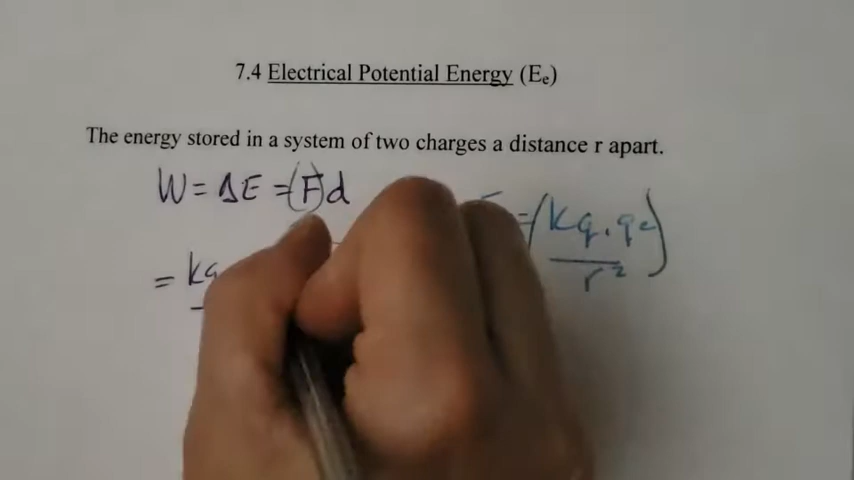 7.4 Electrical Potential Energy (Eₑ)
The energy stored in a system of two charges a distance r apart.
W = ΔE = (F)d
= (kq₁q₂)
r²
= kq